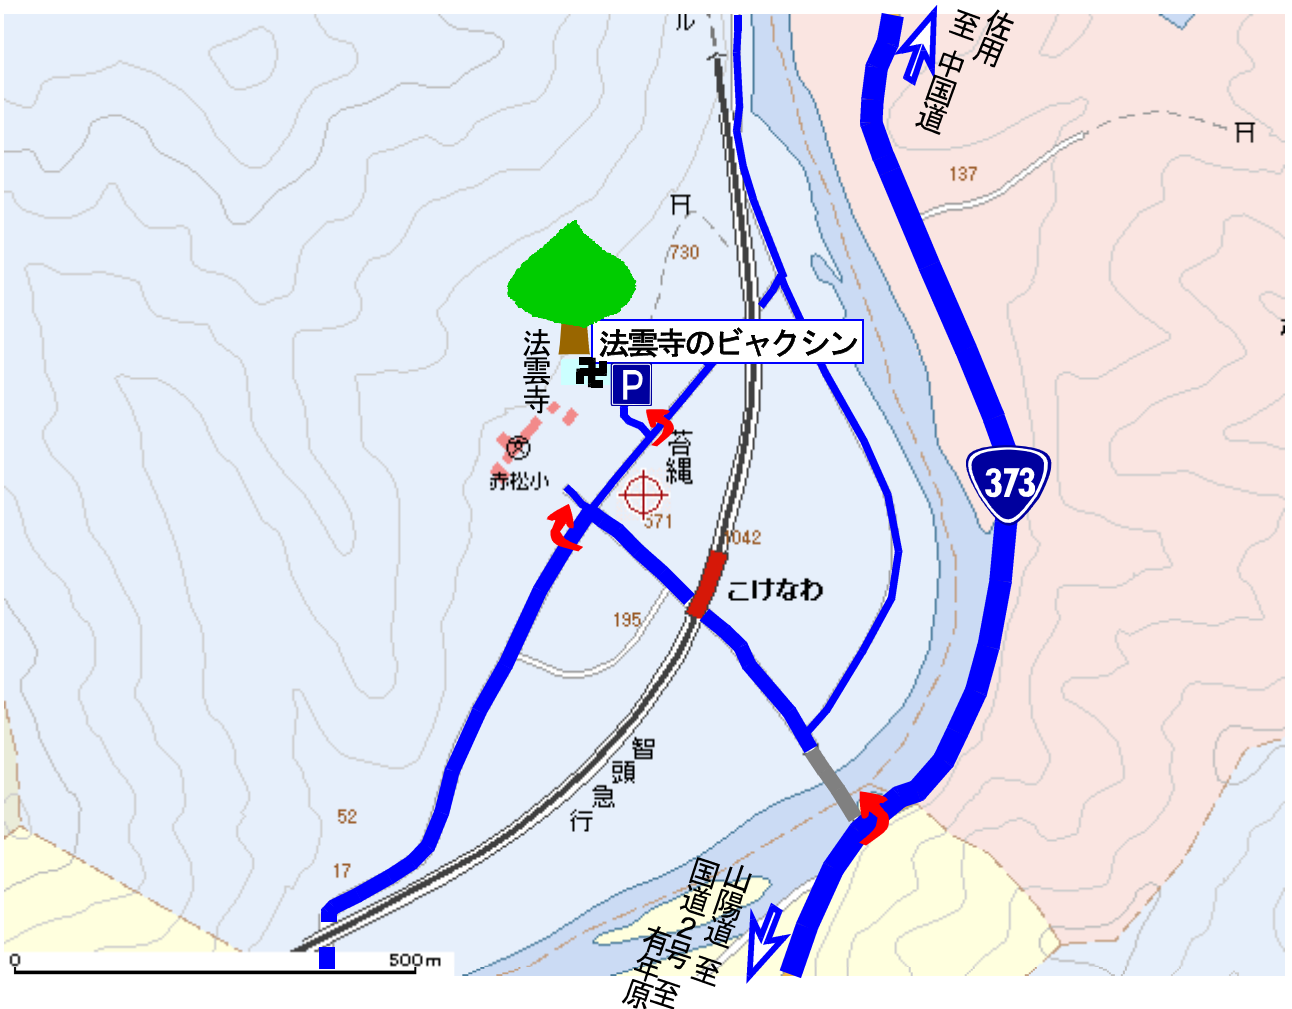 ル
佐用
至 中国道
137
730
法雲寺のビャクシン
法雲寺
P
苔縄
赤松小
571
1042
373
こけなわ
195
智頭急行
52
17
山陽道 至
国道2号 至
有年原
0
500m